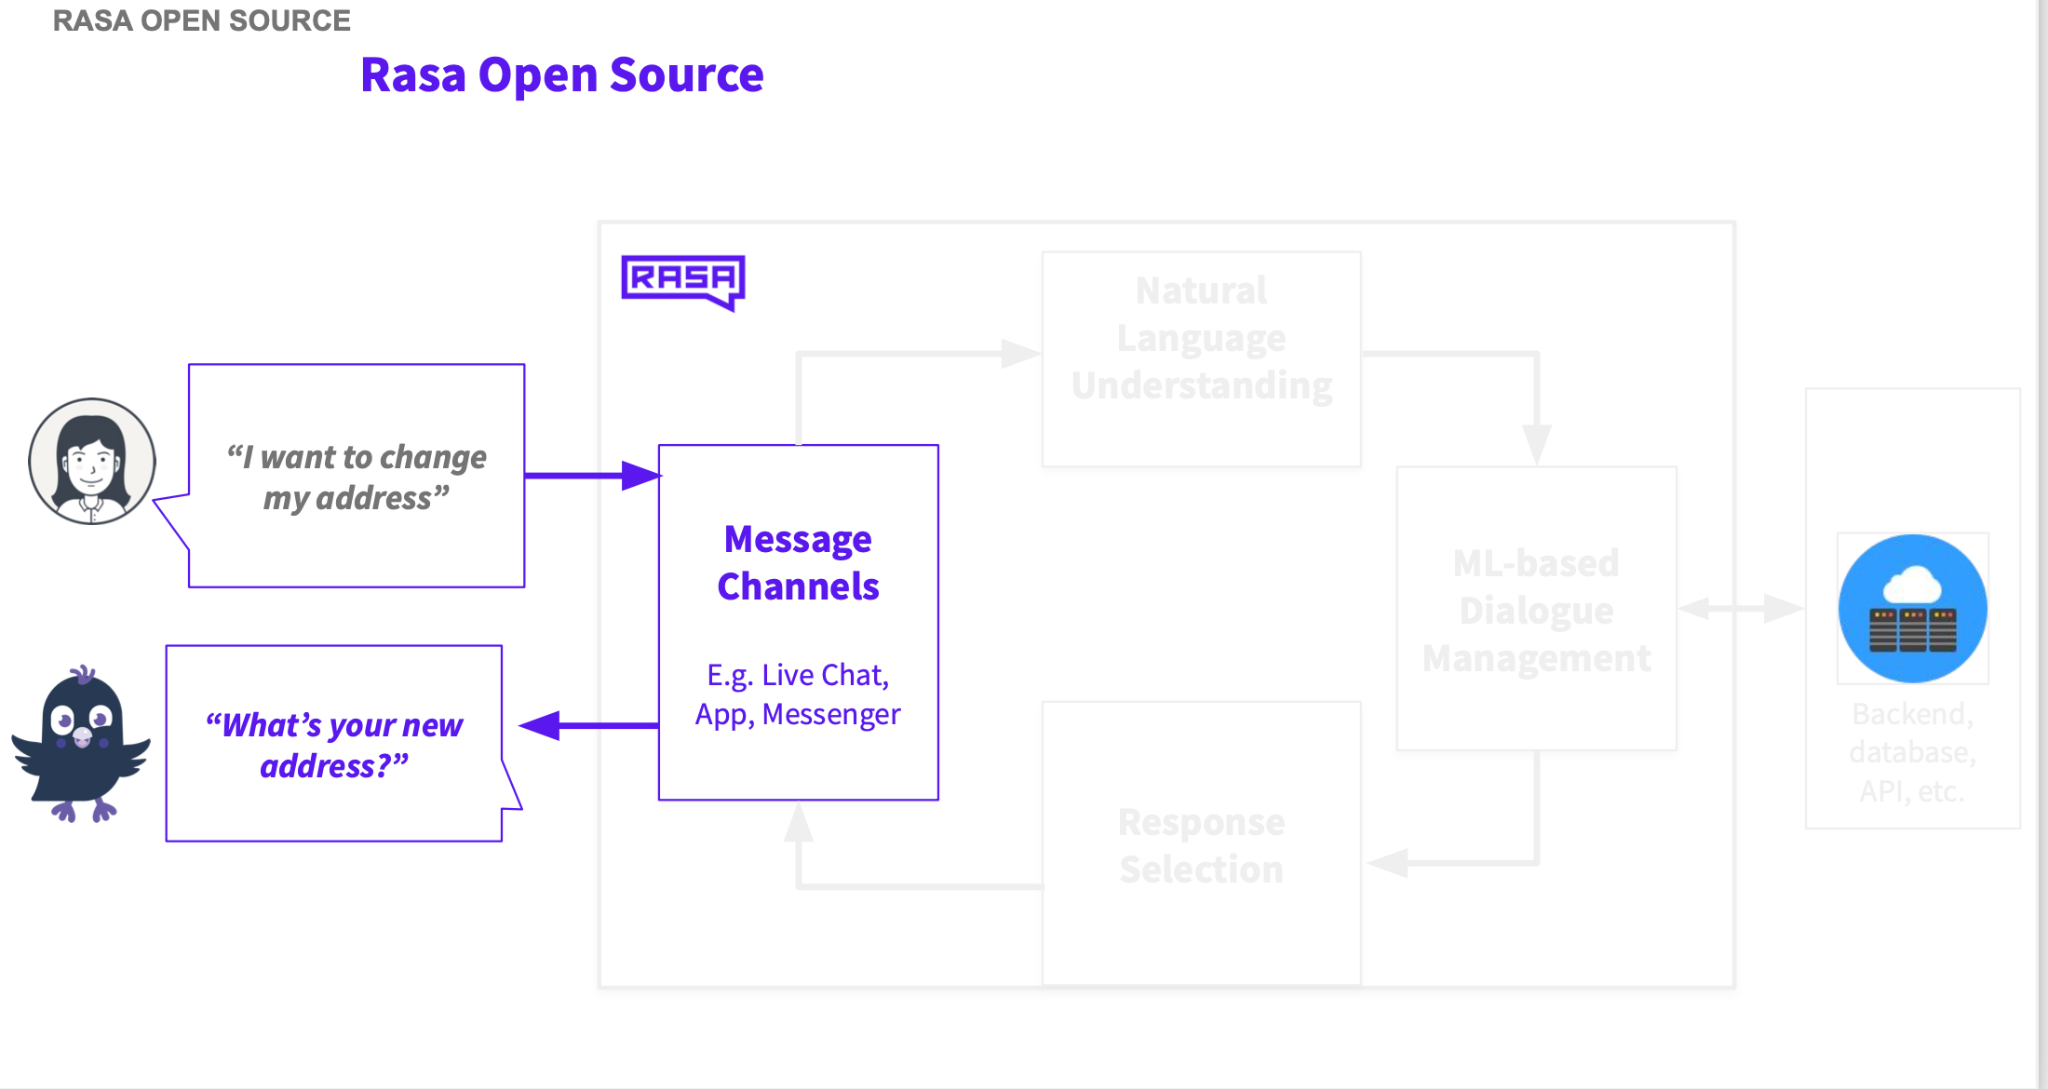 RASA OPEN SOURCE
Rasa Open Source
RASA
“I want to change
my address”
“What’s your new
address?”
Message
Channels
E.g. Live Chat,
App, Messenger
Natural
Language
Understanding
ML-based
Dialogue
Management
Response
Selection
Backend,
database,
API, etc.